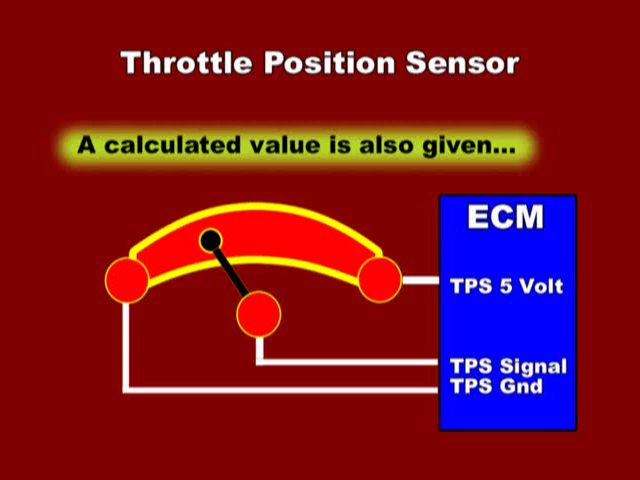 Throttle Position Sensor
A calculated value is also given...
ECM
TPS 5 Volt
TPS Signal
TPS Gnd